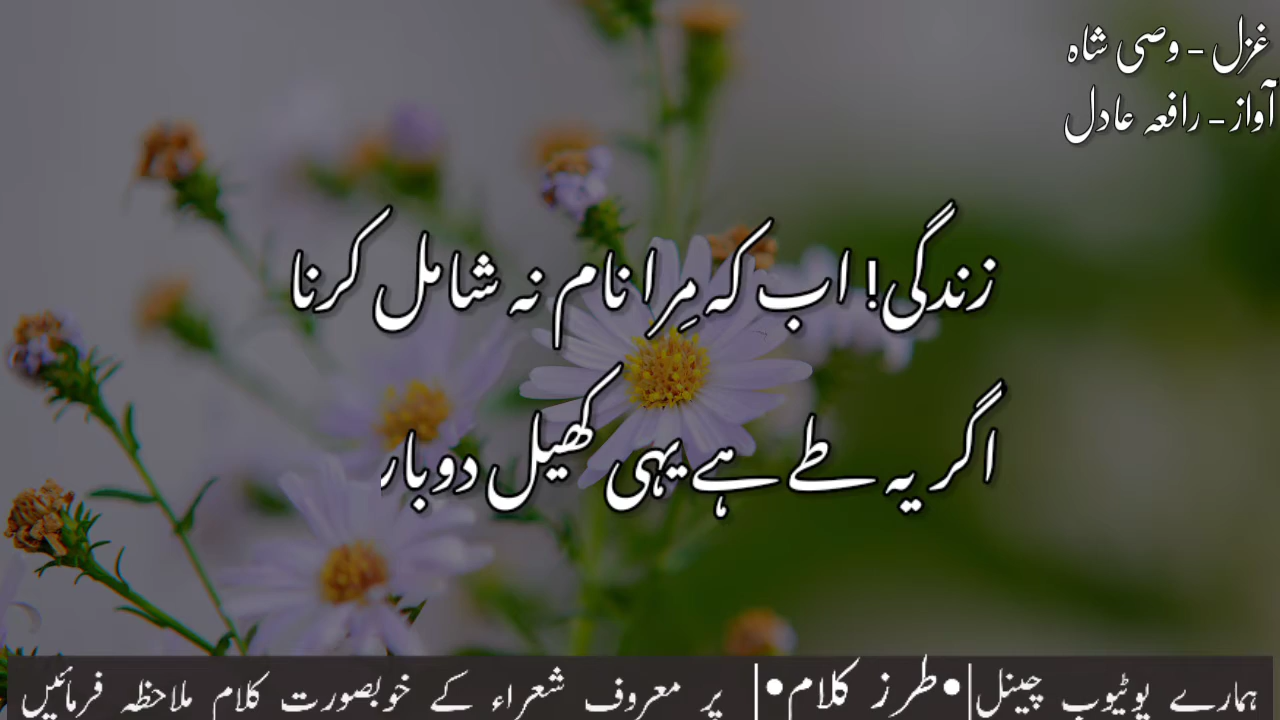 غزل - وصی شاہ
آواز - رافعہ عادل
زندگی! اب کہ مِرا نام نہ شامل کرنا
اگر یہ طے ہے یہی کھیل دوبار
ہمارے یوٹیوب چینل |•طرز کلام•| پر معروف شعراء کے خوبصورت کلام ملاحظہ فرمائیں